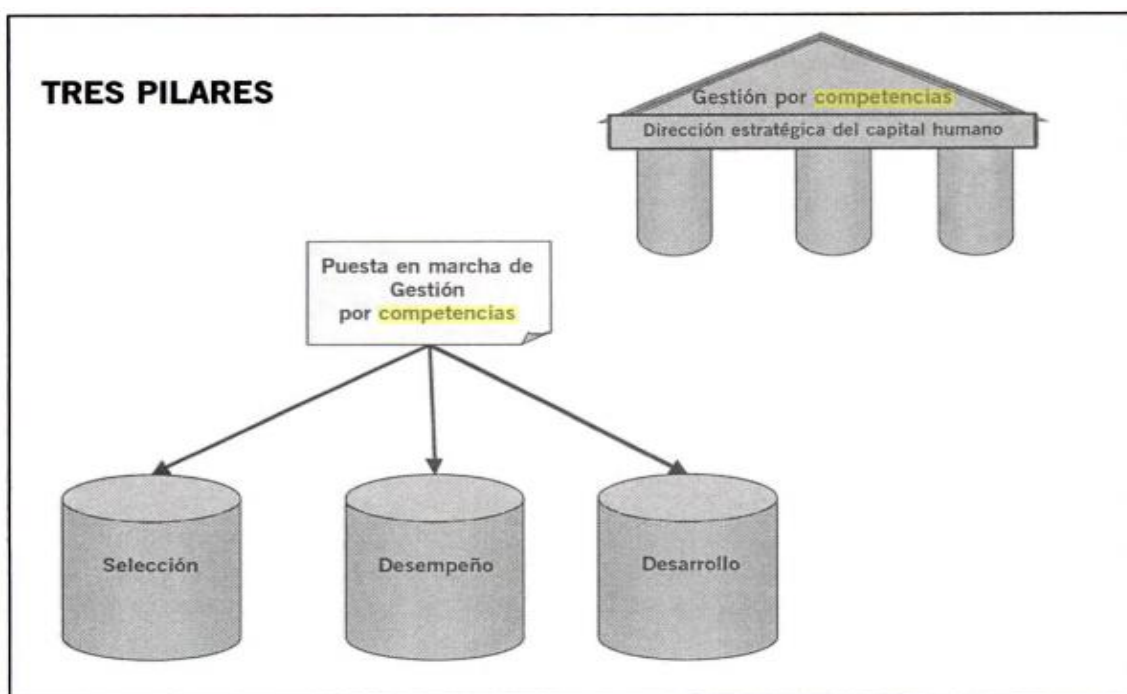 TRES PILARES
Gestión por competencias
Dirección estratégica del capital humano
Puesta en marcha de
Gestión
por competencias
Selección
Desempeño
Desarrollo